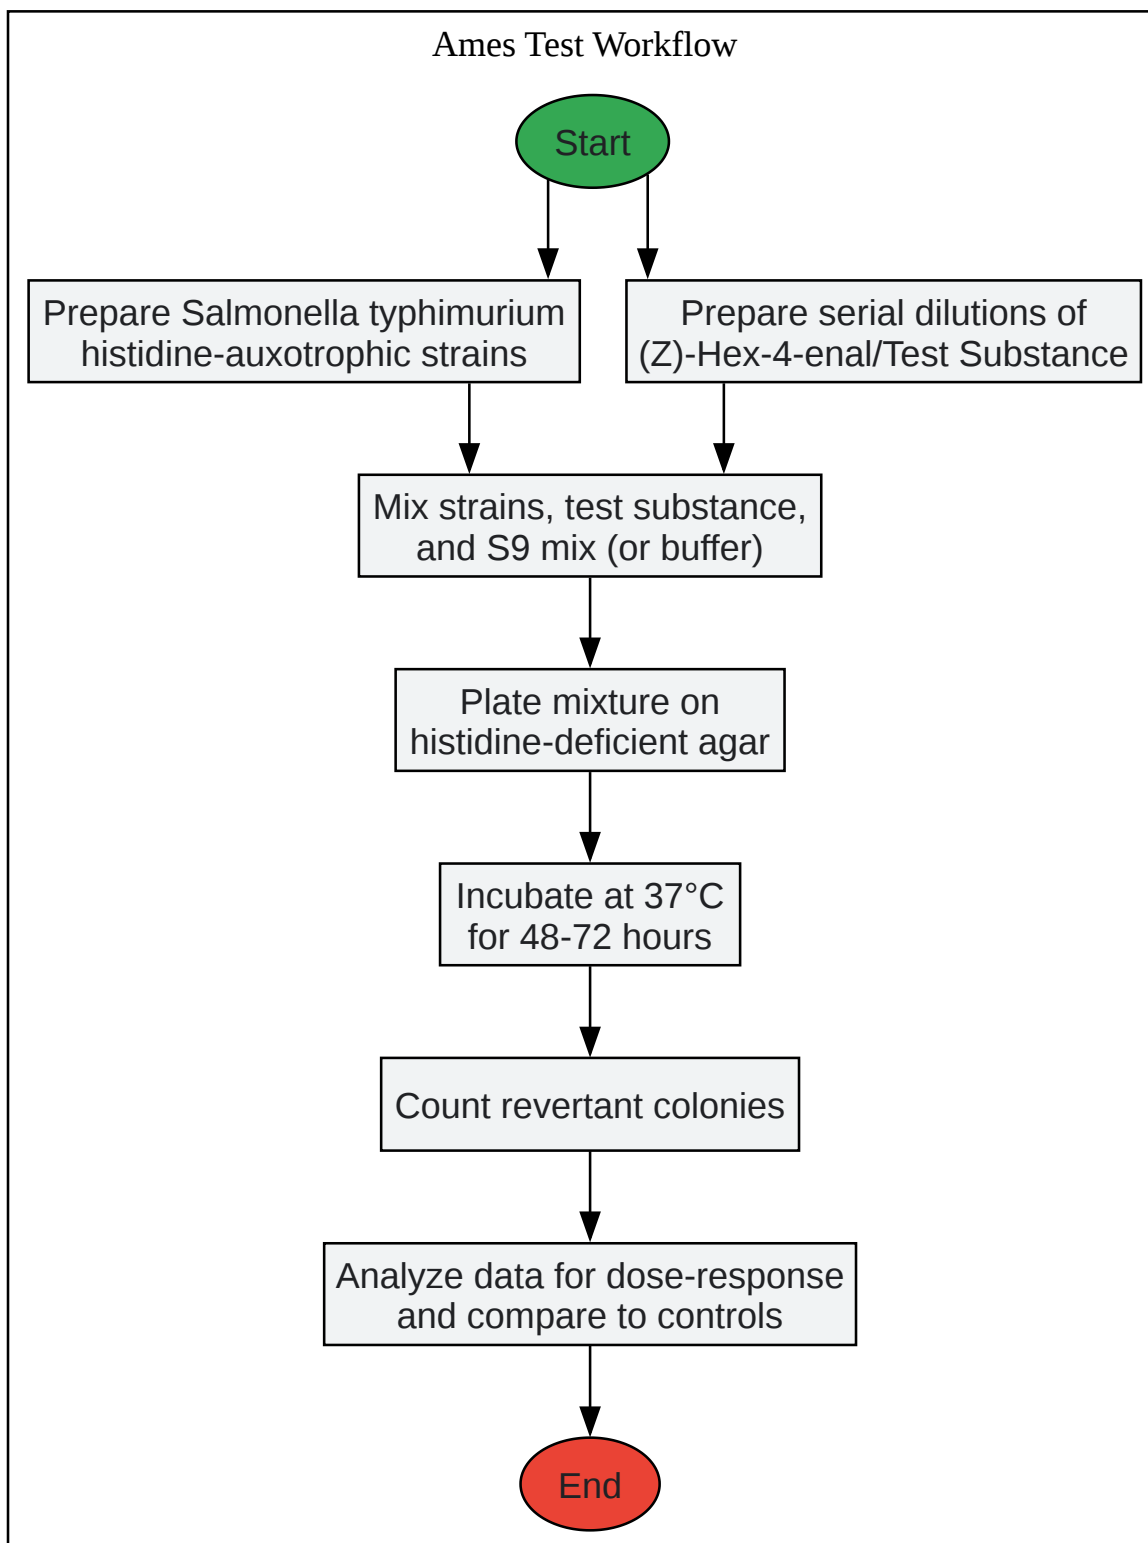 Ames Test Workflow
Start
Prepare Salmonella typhimurium
histidine-auxotrophic strains
Prepare serial dilutions of
(Z)-Hex-4-enal/Test Substance
Mix strains, test substance,
and S9 mix (or buffer)
Plate mixture on
histidine-deficient agar
Incubate at 37°C
for 48-72 hours
Count revertant colonies
Analyze data for dose-response
and compare to controls
End